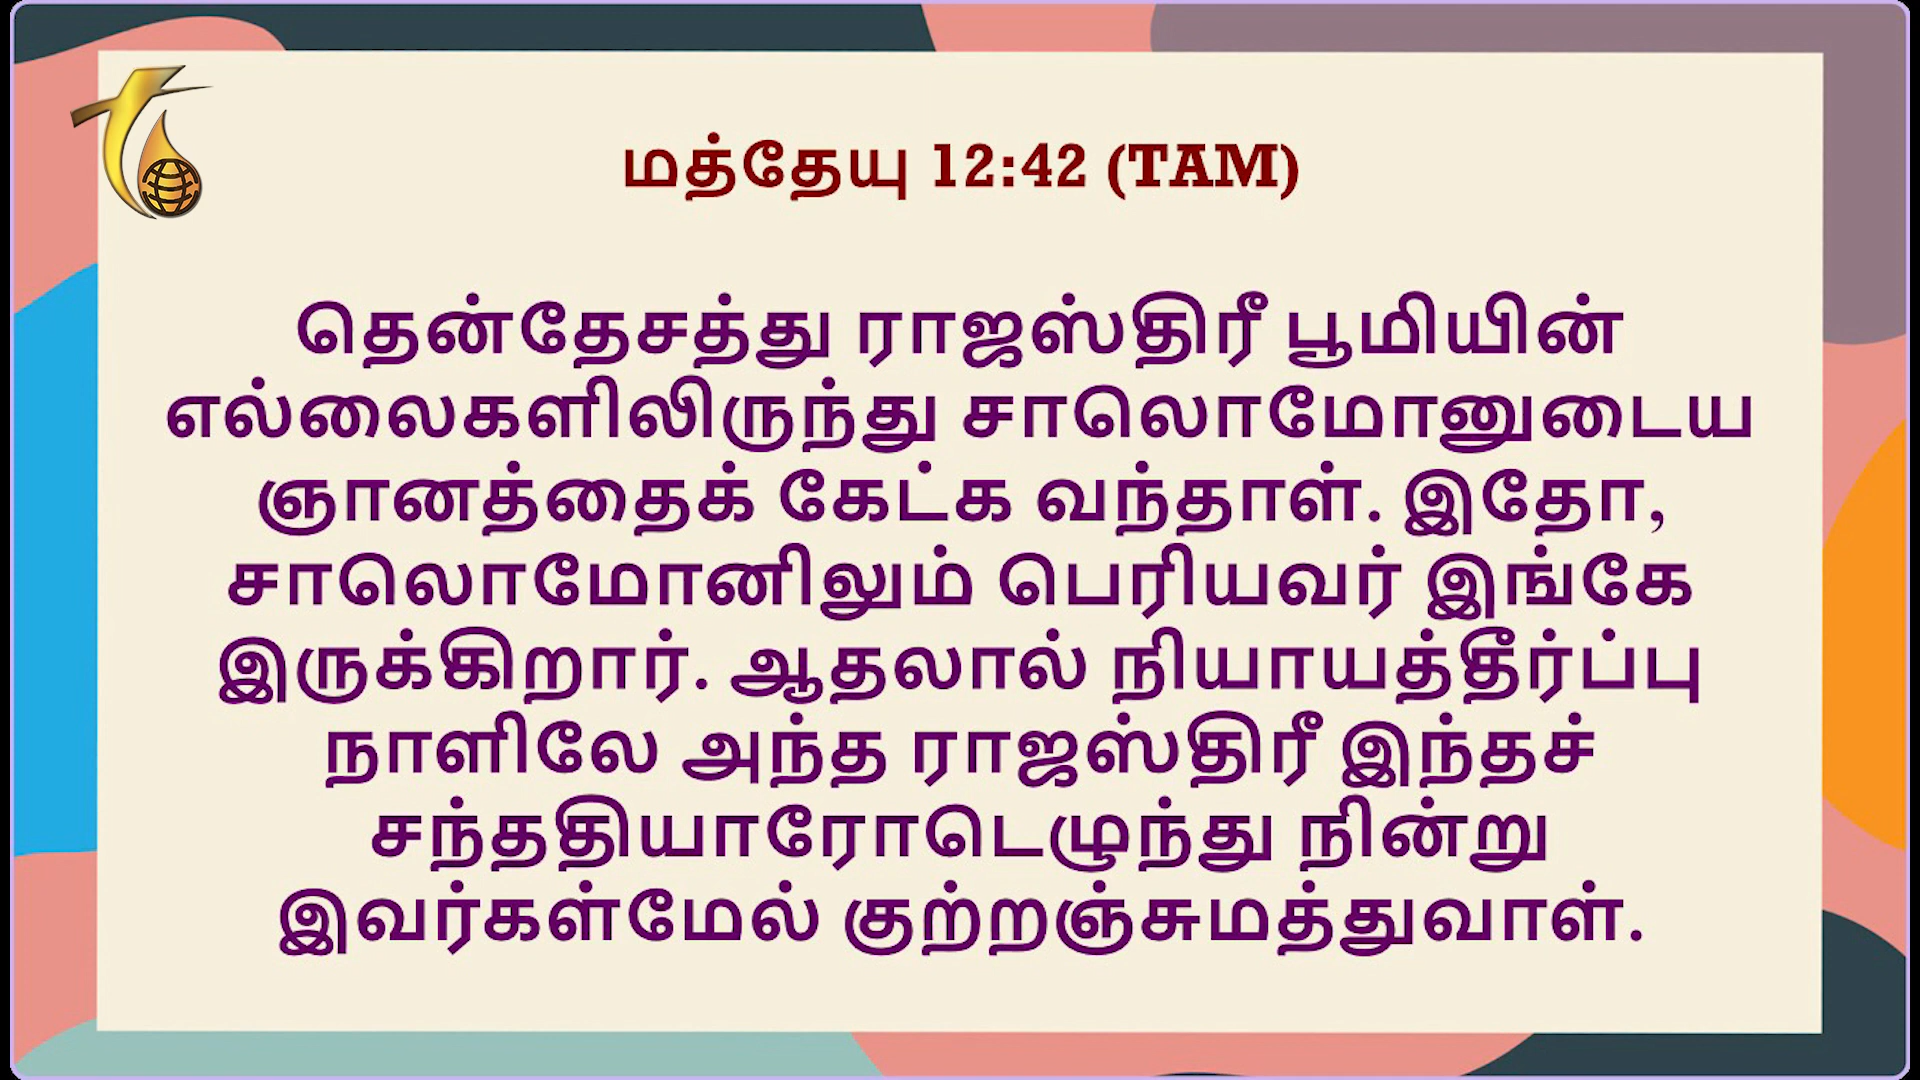 மத்தேயு 12:42 (TAM)
தென்தேசத்து ராஜஸ்திரீ பூமியின்
எல்லைகளிலிருந்து சாலொமோனுடைய
ஞானத்தைக் கேட்க வந்தாள். இதோ,
சாலொமோனிலும் பெரியவர் இங்கே
இருக்கிறார். ஆதலால் நியாயத்தீர்ப்பு
நாளிலே அந்த ராஜஸ்திரீ இந்தச்
சந்ததியாரோடெழுந்து நின்று
இவர்கள்மேல் குற்றஞ்சுமத்துவாள்.